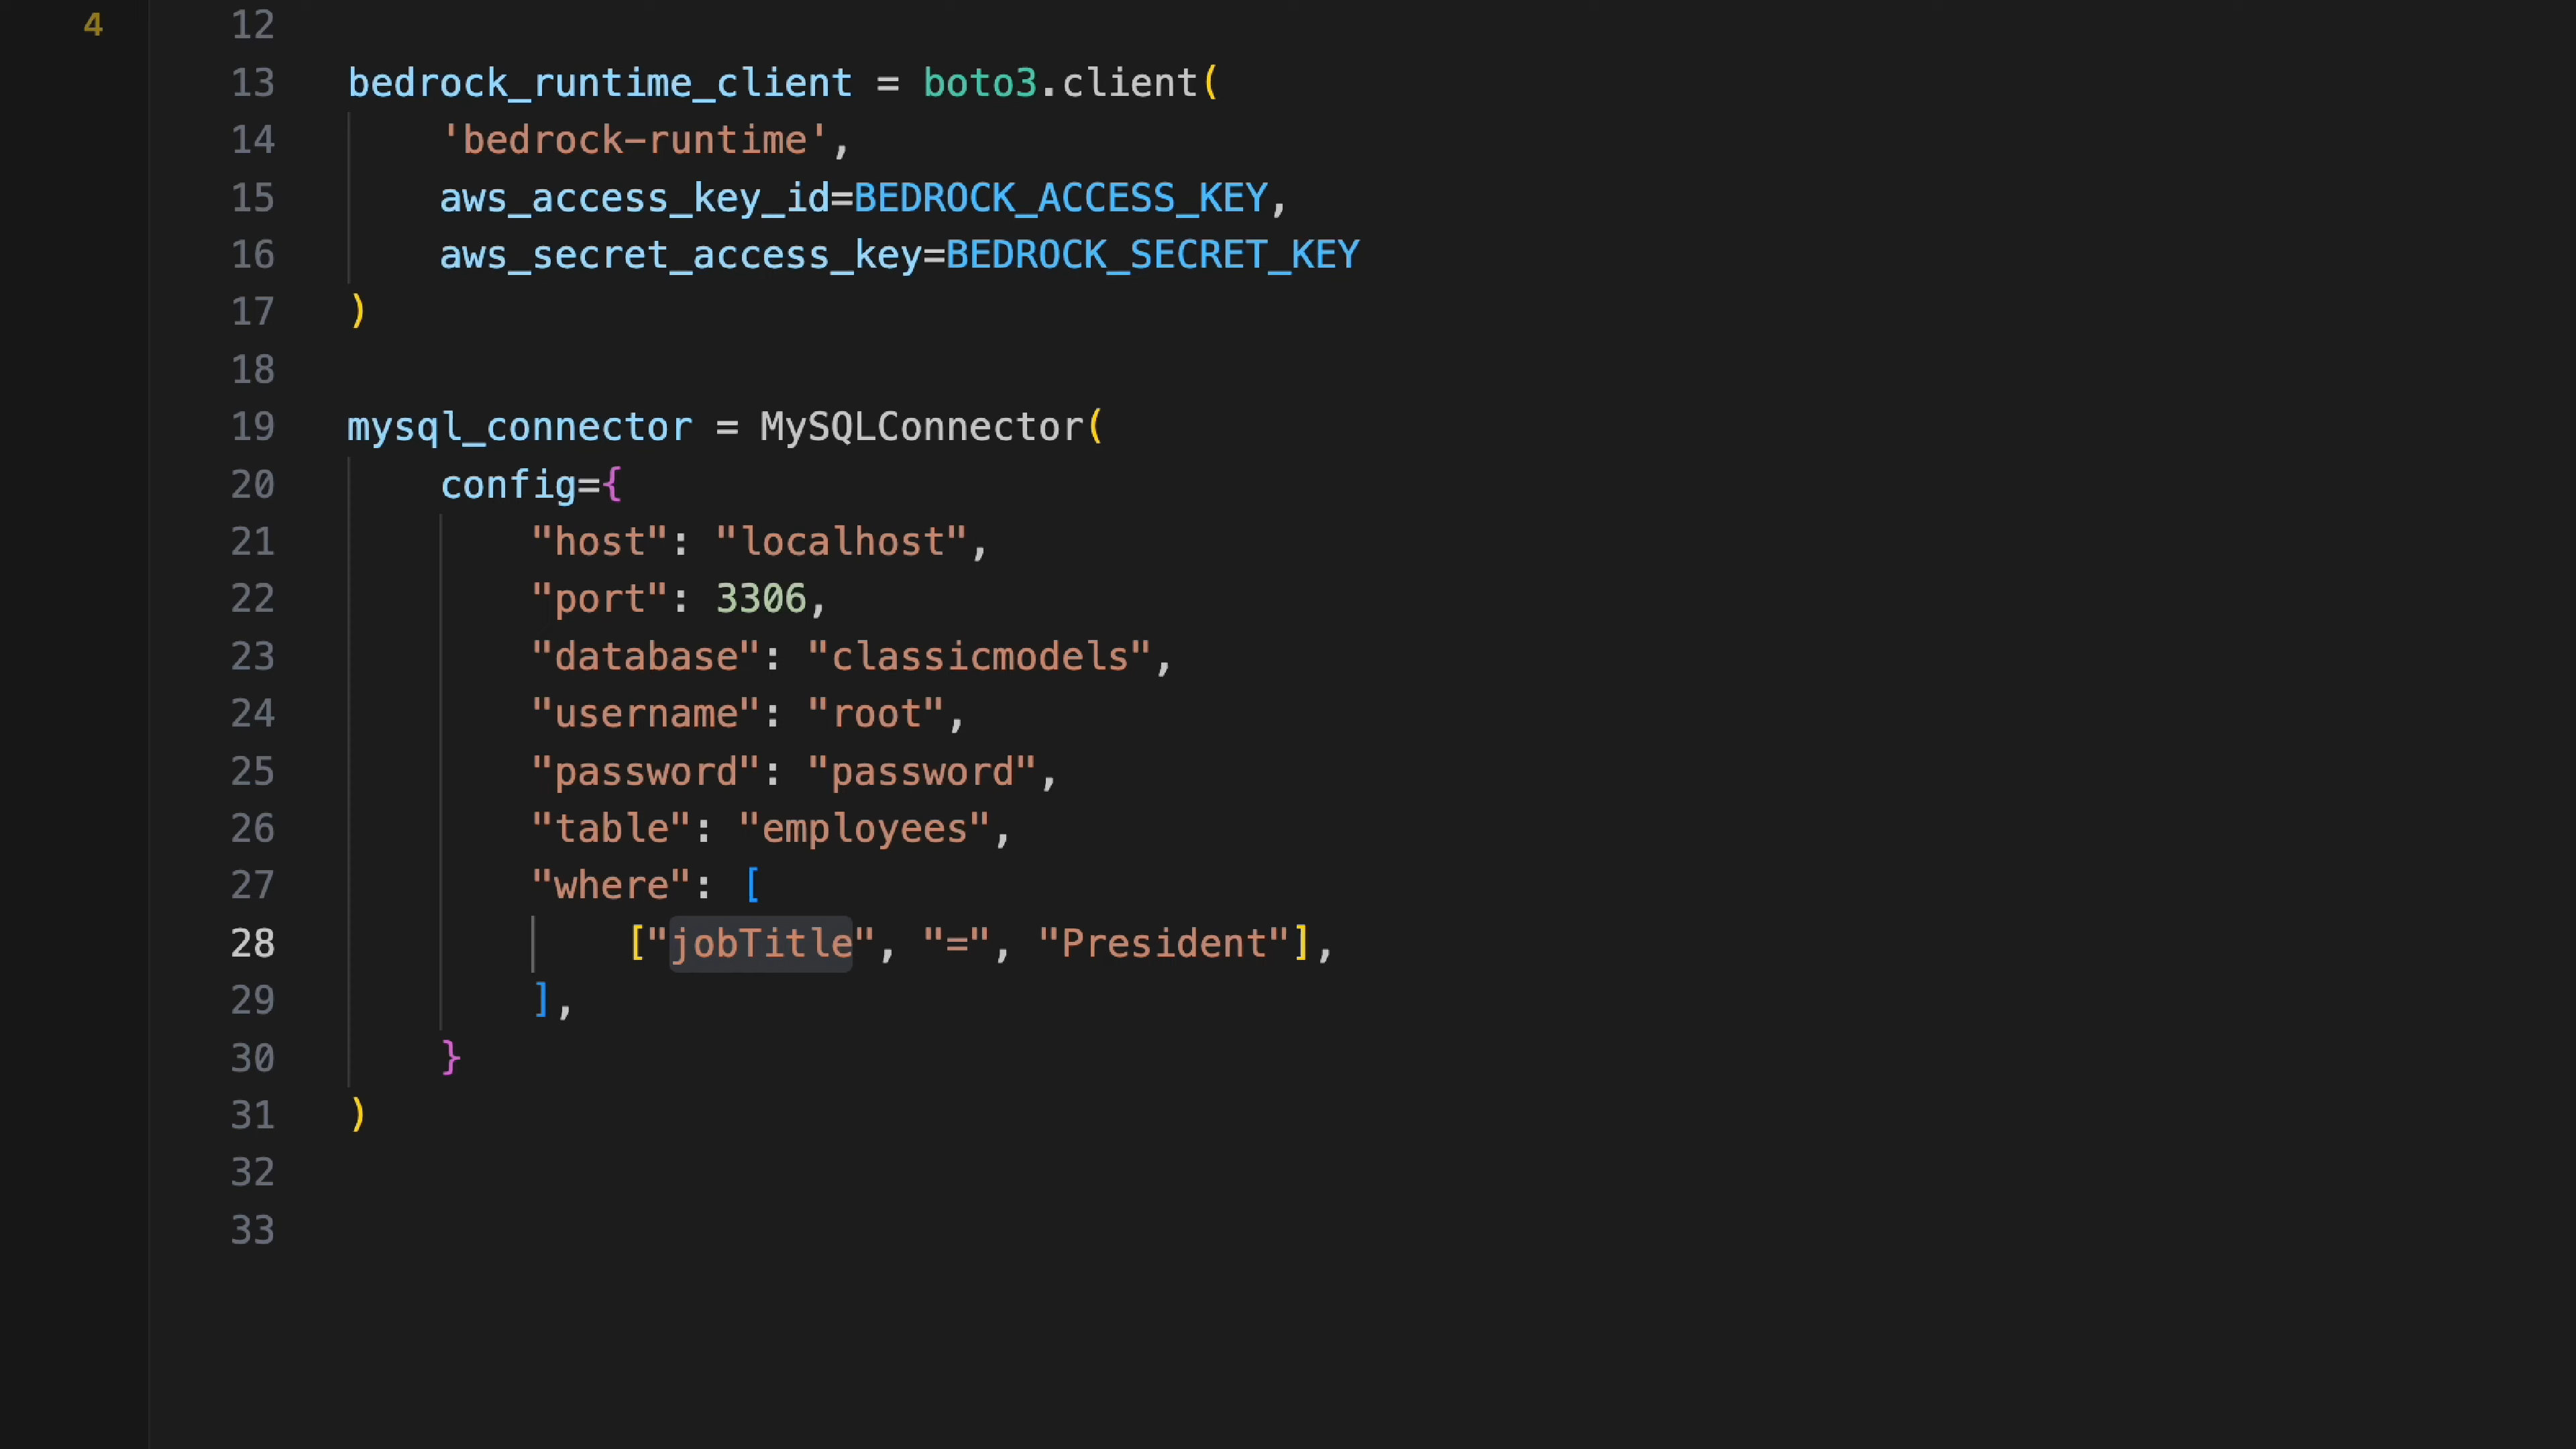 4
12
13 bedrock_runtime_client = boto3.client(
14 'bedrock-runtime',
15 aws_access_key_id=BEDROCK_ACCESS_KEY,
16 aws_secret_access_key=BEDROCK_SECRET_KEY
17 )
18
19 mysql_connector = MySQLConnector(
20 config={
21 "host": "localhost",
22 "port": 3306,
23 "database": "classicmodels",
24 "username": "root",
25 "password": "password",
26 "table": "employees",
27 "where": [
28 ["jobTitle", "=", "President"],
29 ],
30 }
31 )
32
33